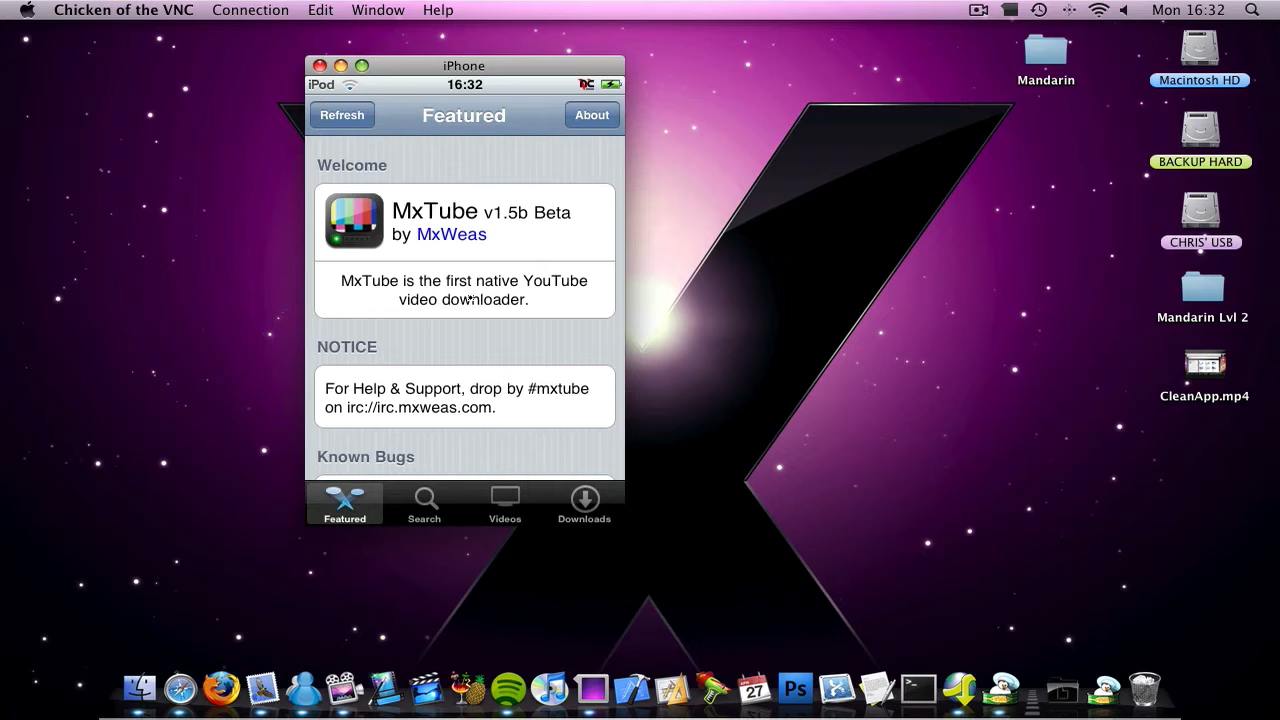 Chicken of the VNC Connection Edit Window Help
Mon 16:32
iPhone
iPod 16:32
Refresh Featured About
Welcome
MxTube v1.5b Beta
by MxWeas
MxTube is the first native YouTube
video downloader.
NOTICE
For Help & Support, drop by #mxtube
on irc://irc.mxweas.com.
Known Bugs
Featured Search Videos Downloads
Mandarin
Macintosh HD
BACKUP HARD
CHRIS' USB
Mandarin Lvl 2
CleanApp.mp4
APR
27
Ps